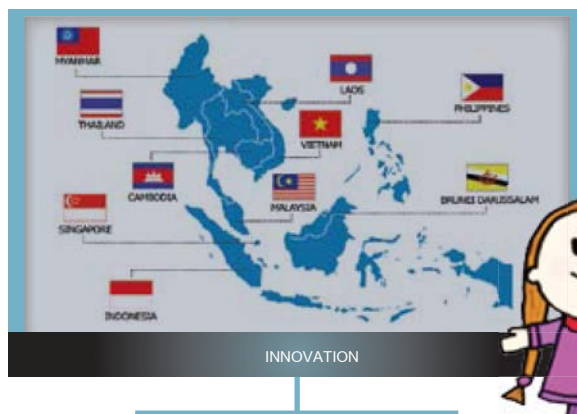 MYANMAR
LAOS
PHILIPPINES
THAILAND
VIETNAM
CAMBODIA
MALAYSIA
BRUNEI DARUSSALAM
SINGAPORE
INDONESIA
INNOVATION